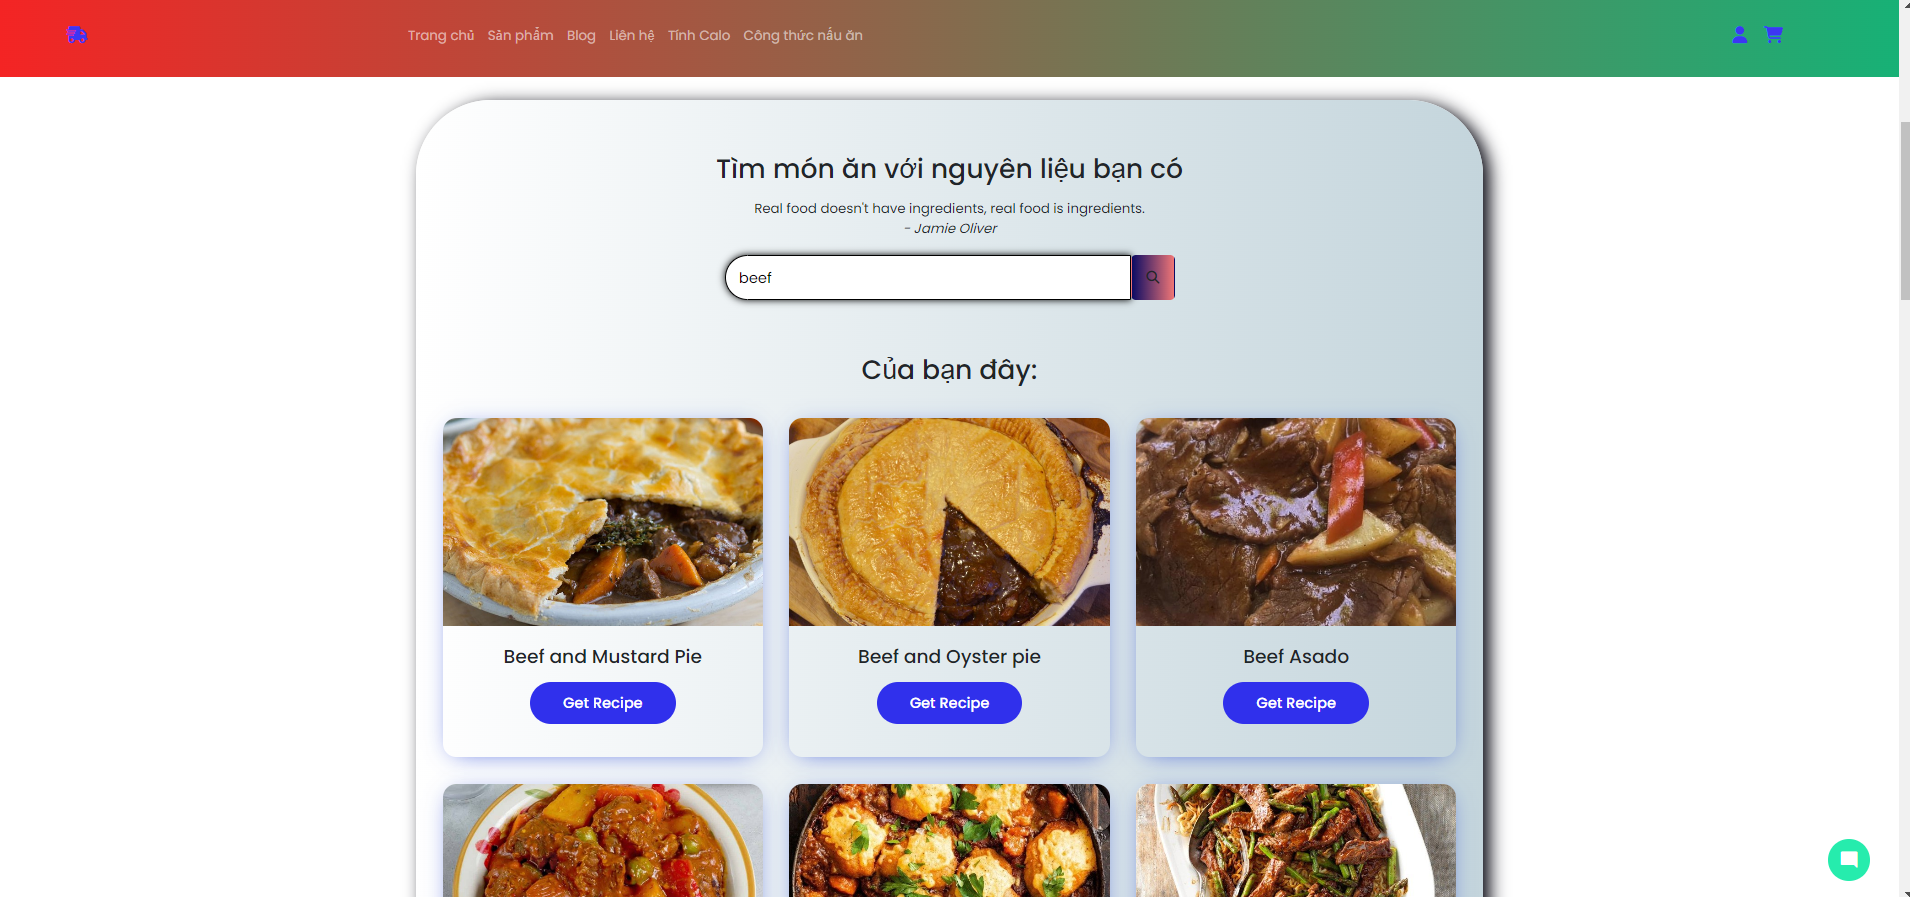 Trang chủ Sản phẩm Blog Liên hệ Tính Calo Công thức nấu ăn
Tìm món ăn với nguyên liệu bạn có
Real food doesn't have ingredients, real food is ingredients.
- Jamie Oliver
beef
Của bạn đây:
Beef and Mustard Pie
Get Recipe
Beef and Oyster pie
Get Recipe
Beef Asado
Get Recipe